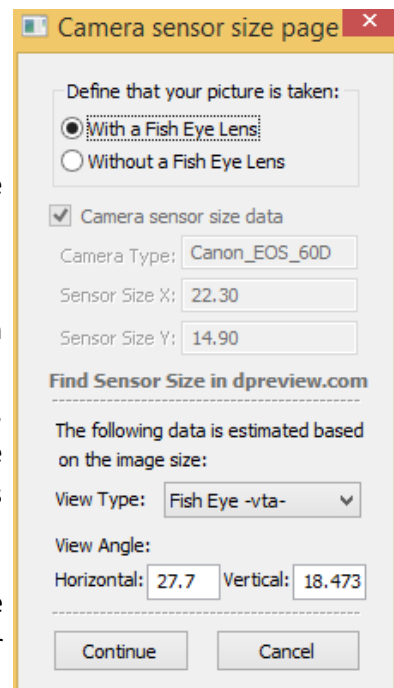 Camera sensor size page
Define that your picture is taken:
With a Fish Eye Lens
Without a Fish Eye Lens
Camera sensor size data
Camera Type: Canon_EOS_60D
Sensor Size X: 22.30
Sensor Size Y: 14.90
Find Sensor Size in dpreview.com
The following data is estimated based
on the image size:
View Type: Fish Eye -vta-
View Angle:
Horizontal: 27.7 Vertical: 18.473
Continue Cancel